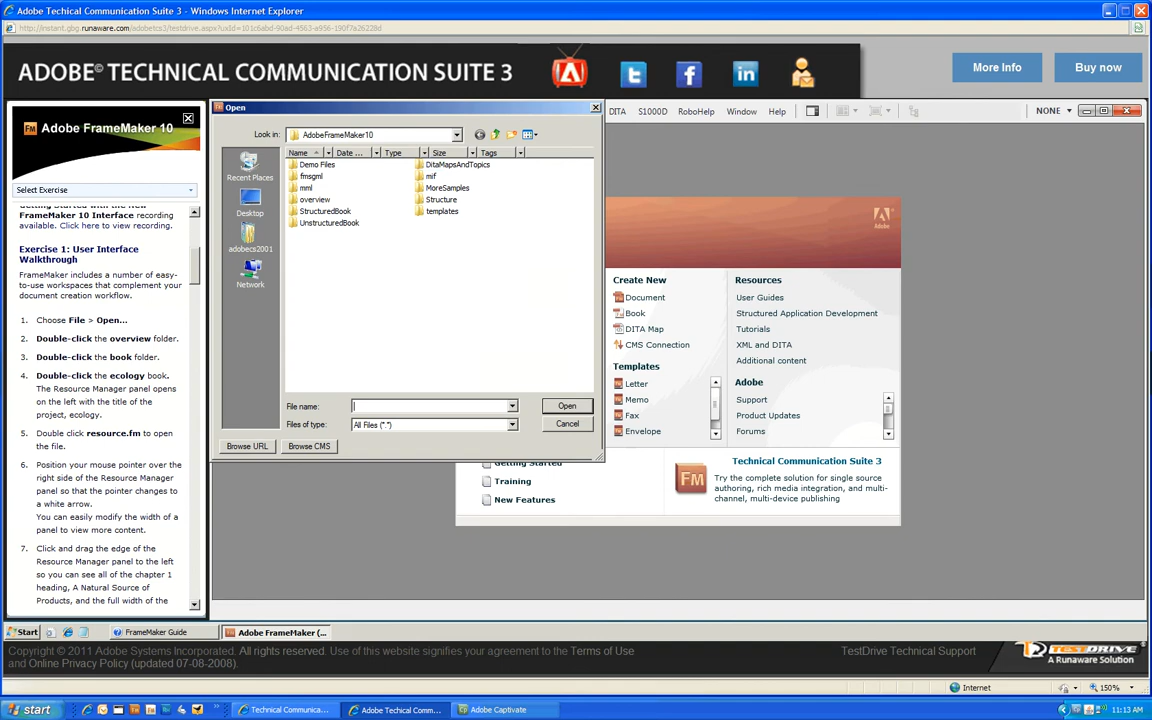 Adobe Techical Communication Suite 3 - Windows Internet Explorer
http://instant.gbg.runaware.com/adobetcs3/testdrive.aspx?uxId=101c6abd-90ad-4563-a956-190f7a26228d
ADOBE© TECHNICAL COMMUNICATION SUITE 3
More Info
Buy now
Adobe FrameMaker 10
Select Exercise
Getting Started with the New
FrameMaker 10 Interface recording
available. Click here to view recording.
Exercise 1: User Interface
Walkthrough
FrameMaker includes a number of easy-
to-use workspaces that complement your
document creation workflow.
1. Choose File > Open...
2. Double-click the overview folder.
3. Double-click the book folder.
4. Double-click the ecology book.
The Resource Manager panel opens
on the left with the title of the
project, ecology.
5. Double click resource.fm to open
the file.
6. Position your mouse pointer over the
right side of the Resource Manager
panel so that the pointer changes to
a white arrow.
You can easily modify the width of a
panel to view more content.
7. Click and drag the edge of the
Resource Manager panel to the left
so you can see all of the chapter 1
heading, A Natural Source of
Products, and the full width of the
Open
Look in: AdobeFrameMaker10
Recent Places
Desktop
adobecs2001
Network
Name Date ... Type Size Tags
Demo Files
fmsgml
mml
overview
StructuredBook
UnstructuredBook
DitaMapsAndTopics
mif
MoreSamples
Structure
templates
File name:
Open
Files of type: All Files (*.*)
Cancel
Browse URL Browse CMS
DITA S1000D RoboHelp Window Help
NONE
Adobe
Create New
Document
Book
DITA Map
CMS Connection
Templates
Letter
Memo
Fax
Envelope
Resources
User Guides
Structured Application Development
Tutorials
XML and DITA
Additional content
Adobe
Support
Product Updates
Forums
Getting Started
Training
New Features
Fm
Technical Communication Suite 3
Try the complete solution for single source
authoring, rich media integration, and multi-
channel, multi-device publishing
Start
FrameMaker Guide
Adobe FrameMaker (...
Copyright © 2011 Adobe Systems Incorporated. All rights reserved. Use of this website signifies your agreement to the Terms of Use
and Online Privacy Policy (updated 07-08-2008).
TestDrive Technical Support
TESTDRIVE
A Runaware Solution
Internet
150%
start
Technical Communica...
Adobe Techical Comm...
Adobe Captivate
11:13 AM